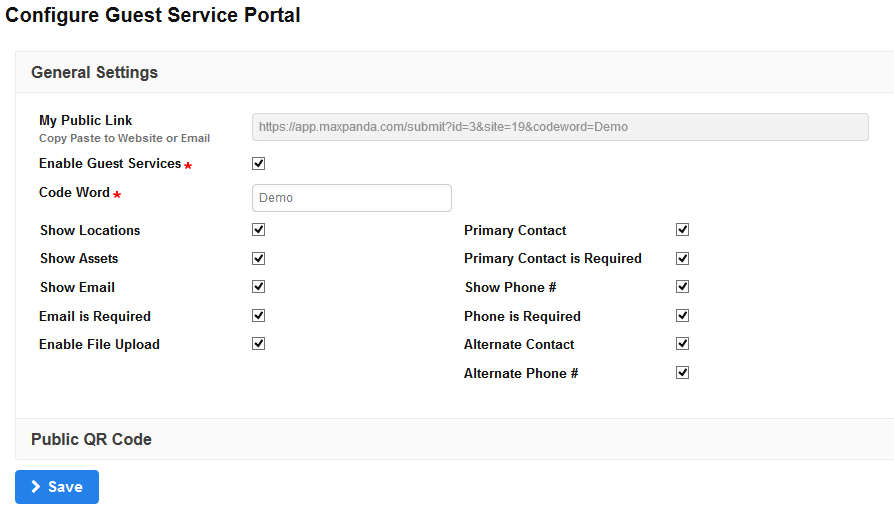 Configure Guest Service Portal
General Settings
My Public Link
Copy Paste to Website or Email
https://app.maxpanda.com/submit?id=3&site=19&codeword=Demo
Enable Guest Services *
Code Word *
Demo
Show Locations
Primary Contact
Show Assets
Primary Contact is Required
Show Email
Show Phone #
Email is Required
Phone is Required
Enable File Upload
Alternate Contact
Alternate Phone #
Public QR Code
Save